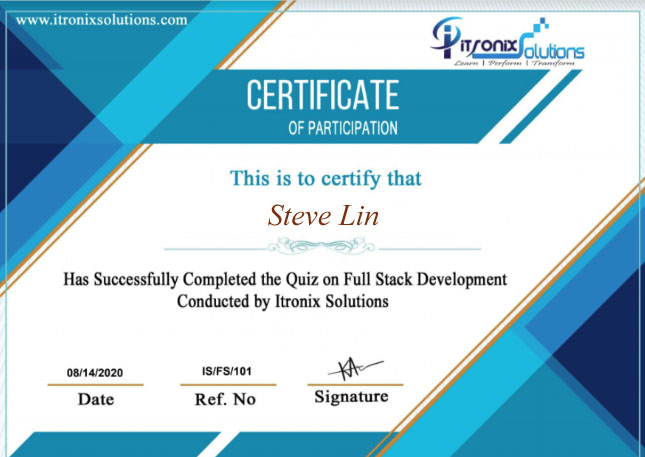 www.itronixsolutions.com
itronix Solutions
Learn | Perform | Transform
CERTIFICATE
OF PARTICIPATION
This is to certify that
Steve Lin
Has Successfully Completed the Quiz on Full Stack Development
Conducted by Itronix Solutions
08/14/2020 IS/FS/101
Date Ref. No Signature